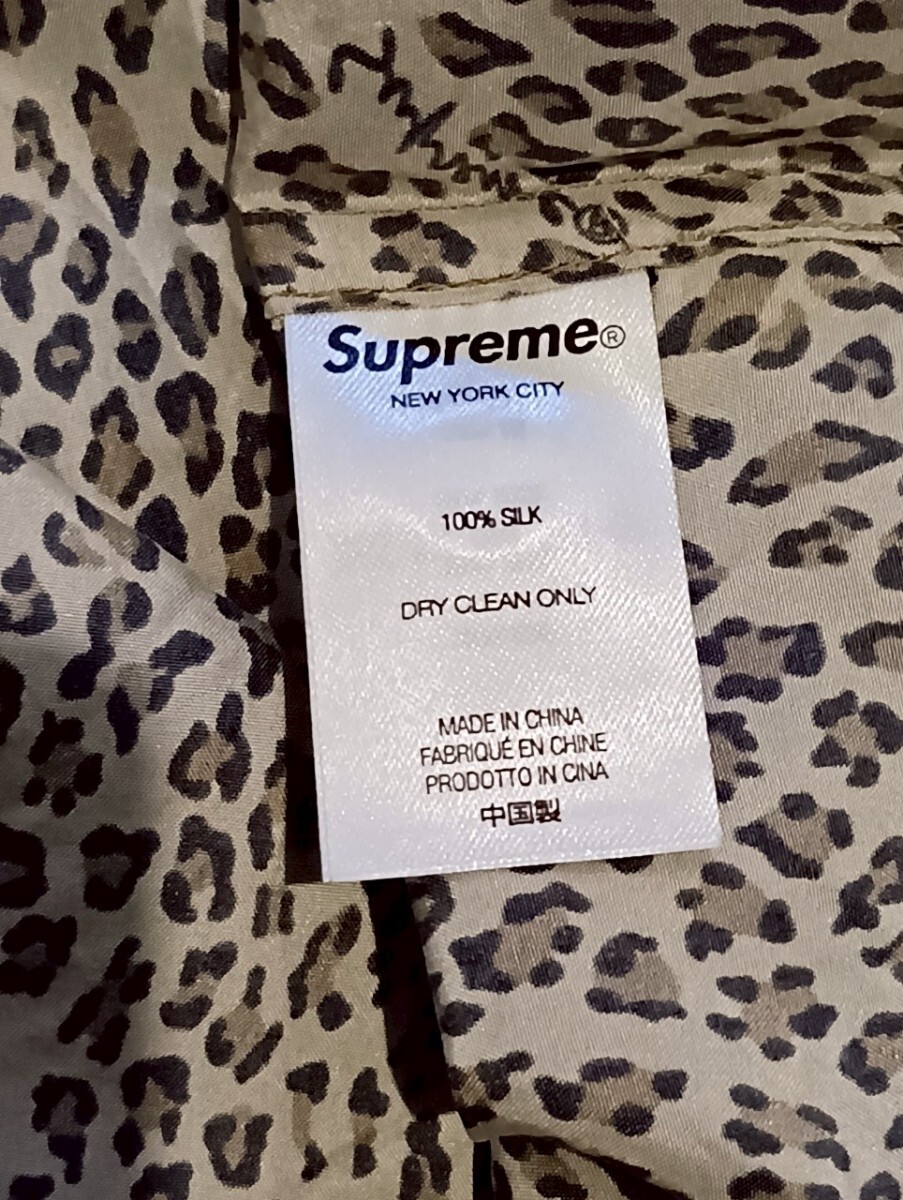 Supreme®
NEW YORK CITY
100% SILK
DRY CLEAN ONLY
MADE IN CHINA
FABRIQUÉ EN CHINE
PRODOTTO IN CINA
中国製